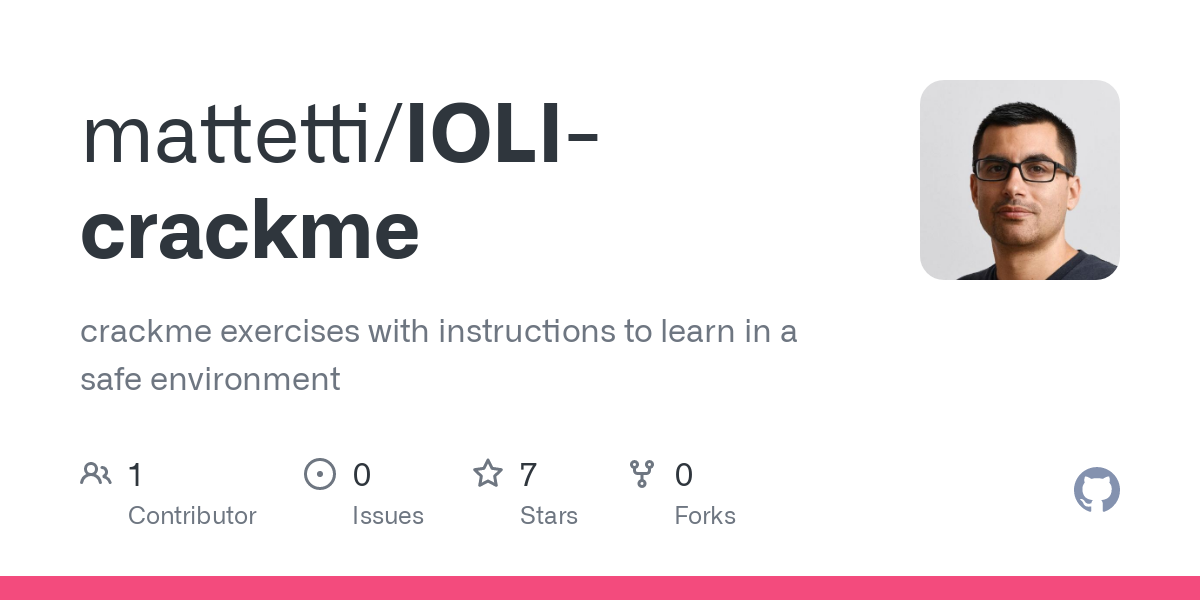 mattetti/IOLI-
crackme
crackme exercises with instructions to learn in a
safe environment
1 0 7 0
Contributor Issues Stars Forks